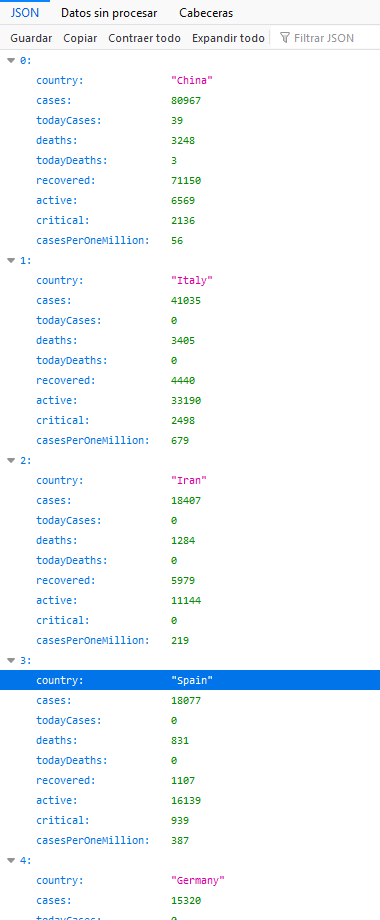 JSON Datos sin procesar Cabeceras
Guardar Copiar Contraer todo Expandir todo Filtrar JSON
0:
country: "China"
cases: 80967
todayCases: 39
deaths: 3248
todayDeaths: 3
recovered: 71150
active: 6569
critical: 2136
casesPerOneMillion: 56
1:
country: "Italy"
cases: 41035
todayCases: 0
deaths: 3405
todayDeaths: 0
recovered: 4440
active: 33190
critical: 2498
casesPerOneMillion: 679
2:
country: "Iran"
cases: 18407
todayCases: 0
deaths: 1284
todayDeaths: 0
recovered: 5979
active: 11144
critical: 0
casesPerOneMillion: 219
3:
country: "Spain"
cases: 18077
todayCases: 0
deaths: 831
todayDeaths: 0
recovered: 1107
active: 16139
critical: 939
casesPerOneMillion: 387
4:
country: "Germany"
cases: 15320
todayCases: 0